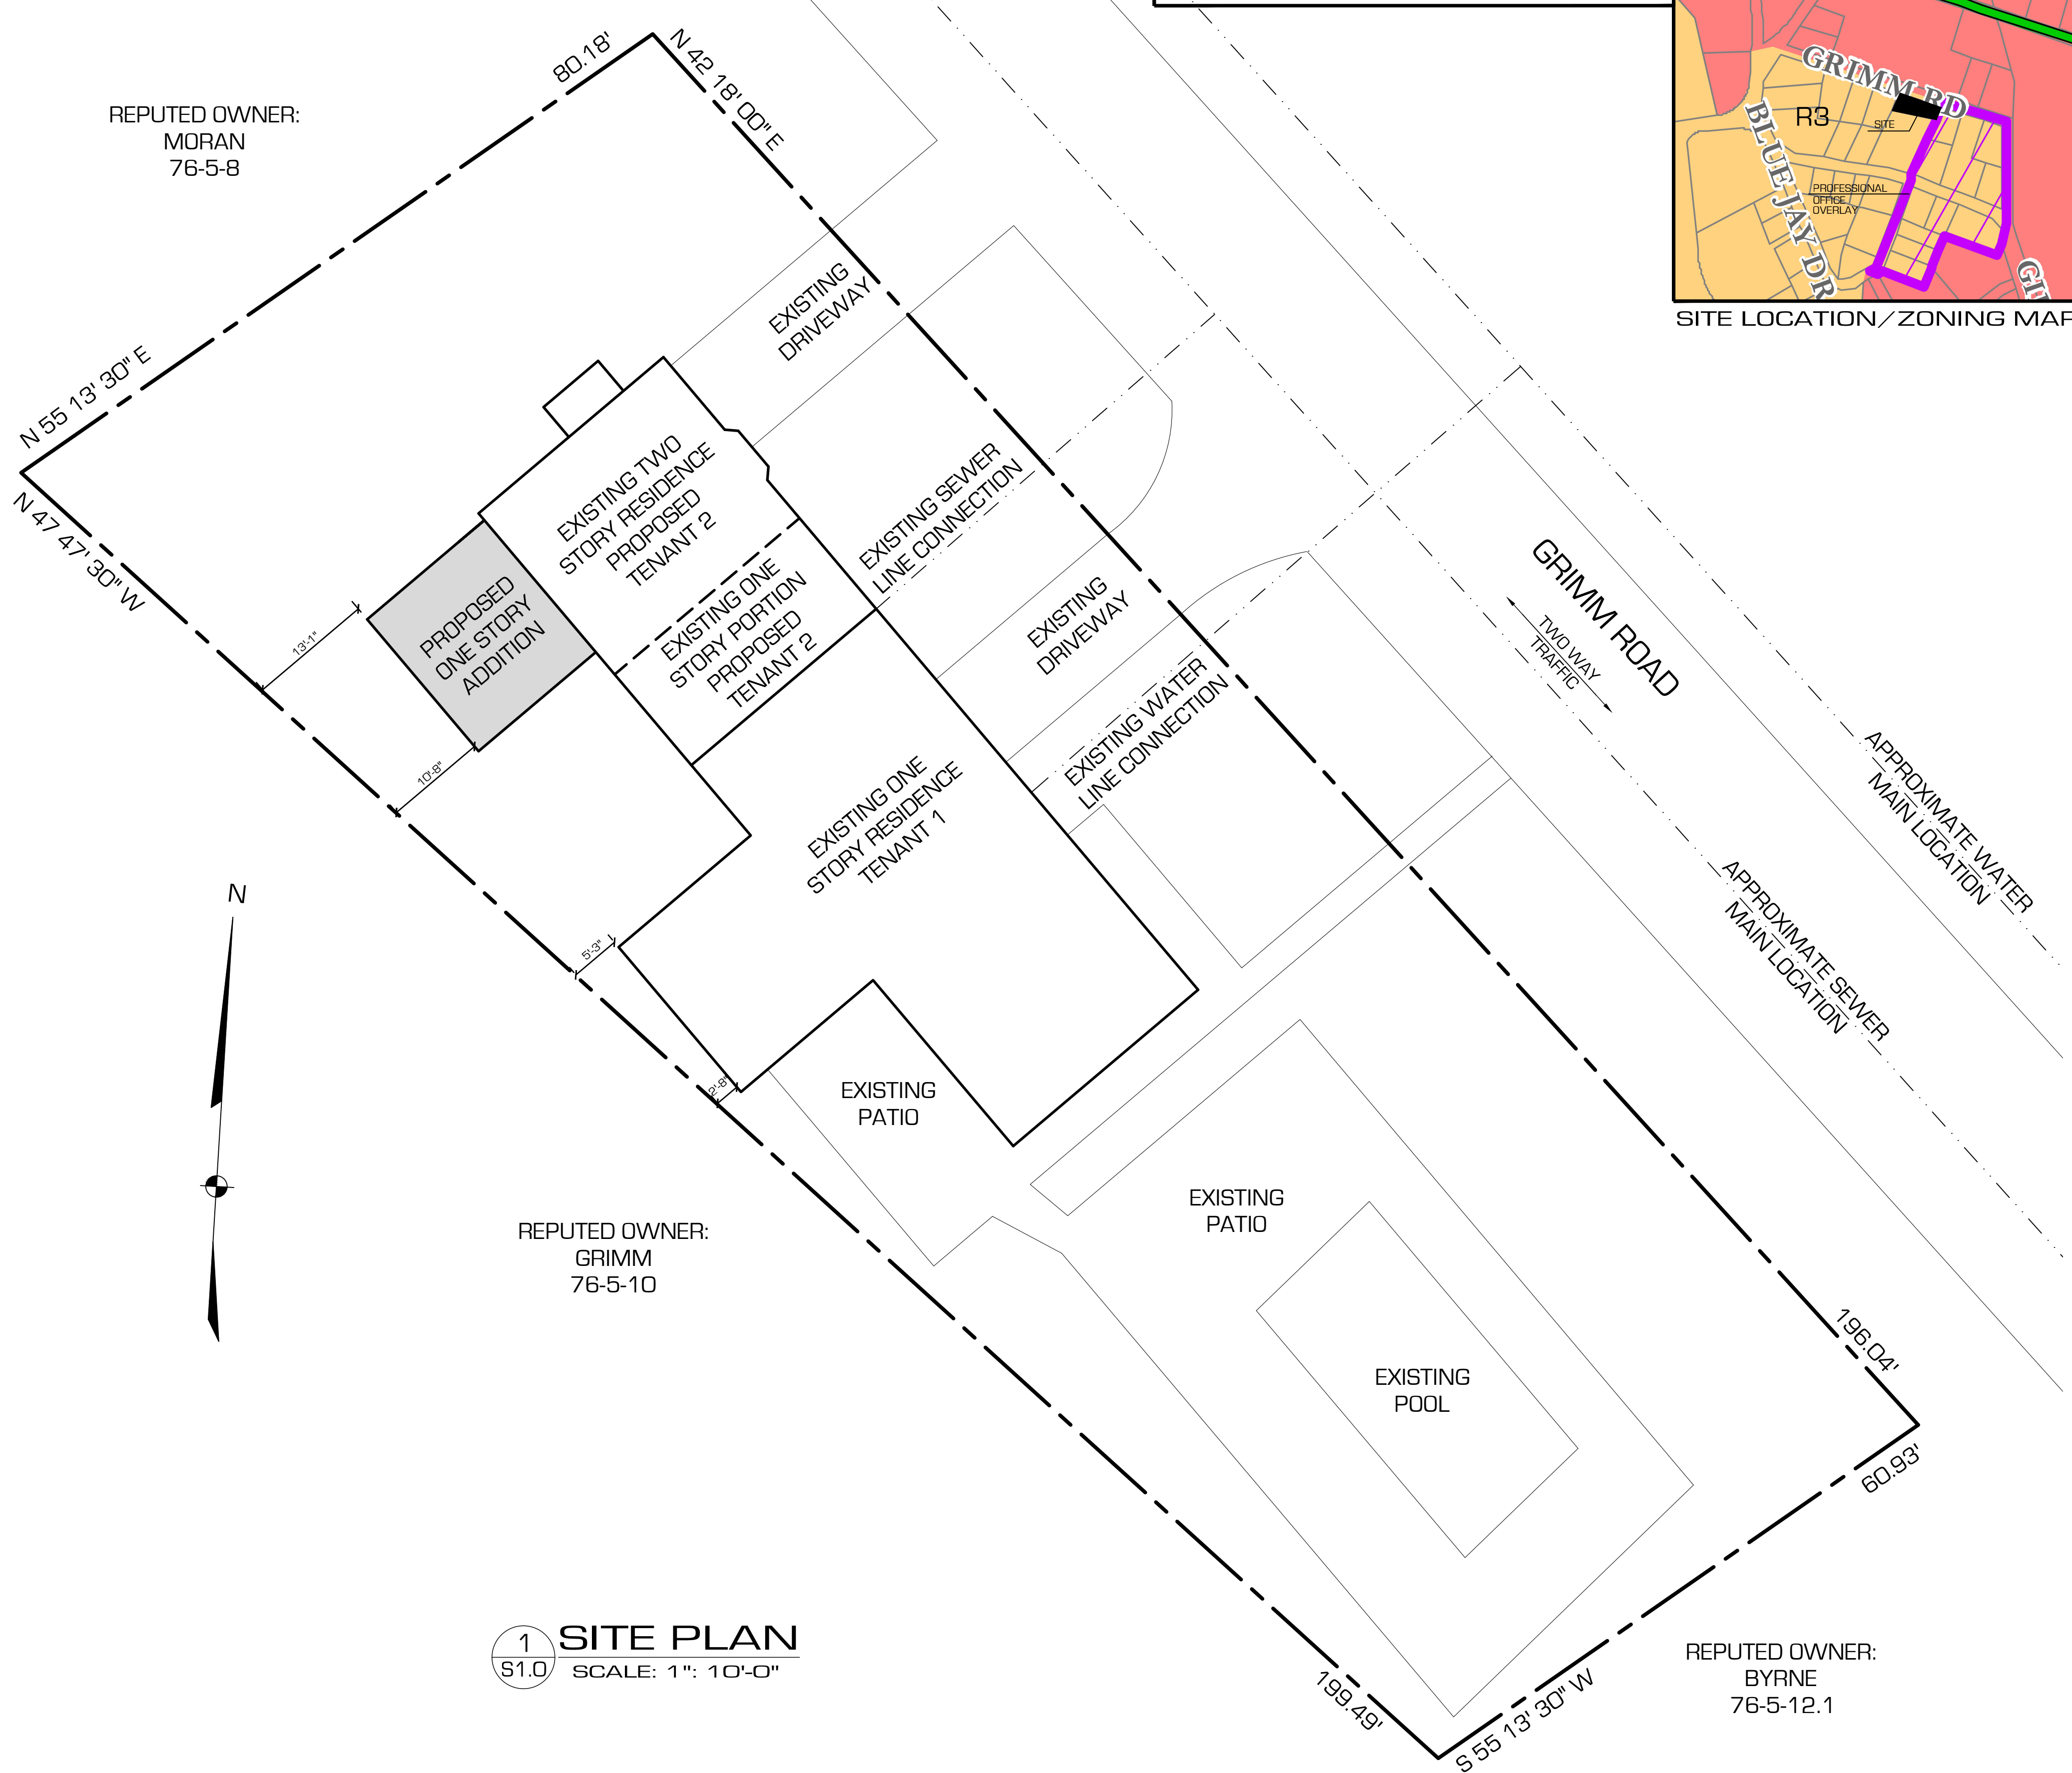 80.18'
N 42 18' 00" E
REPUTED OWNER:
MORAN
76-5-8
GRIMM RD
R3
SITE
BLUE JAY DR
PROFESSIONAL
OFFICE
OVERLAY
SITE LOCATION/ZONING MAP
EXISTING
DRIVEWAY
N 55 13' 30" E
N 47 47' 30" W
EXISTING TWO
STORY RESIDENCE
PROPOSED
TENANT 2
EXISTING SEWER
LINE CONNECTION
PROPOSED
ONE STORY
ADDITION
EXISTING ONE
STORY PORTION
PROPOSED
TENANT 2
13'-1"
10'-8"
EXISTING
DRIVEWAY
GRIMM ROAD
TWO WAY
TRAFFIC
EXISTING WATER
LINE CONNECTION
EXISTING ONE
STORY RESIDENCE
TENANT 1
APPROXIMATE WATER
MAIN LOCATION
APPROXIMATE SEWER
MAIN LOCATION
N
5'-3"
2'-8"
EXISTING
PATIO
EXISTING
PATIO
REPUTED OWNER:
GRIMM
76-5-10
EXISTING
POOL
196.04'
60.93'
1
S1.0
SITE PLAN
SCALE: 1": 10'-0"
199.49'
S 55 13' 30" W
REPUTED OWNER:
BYRNE
76-5-12.1